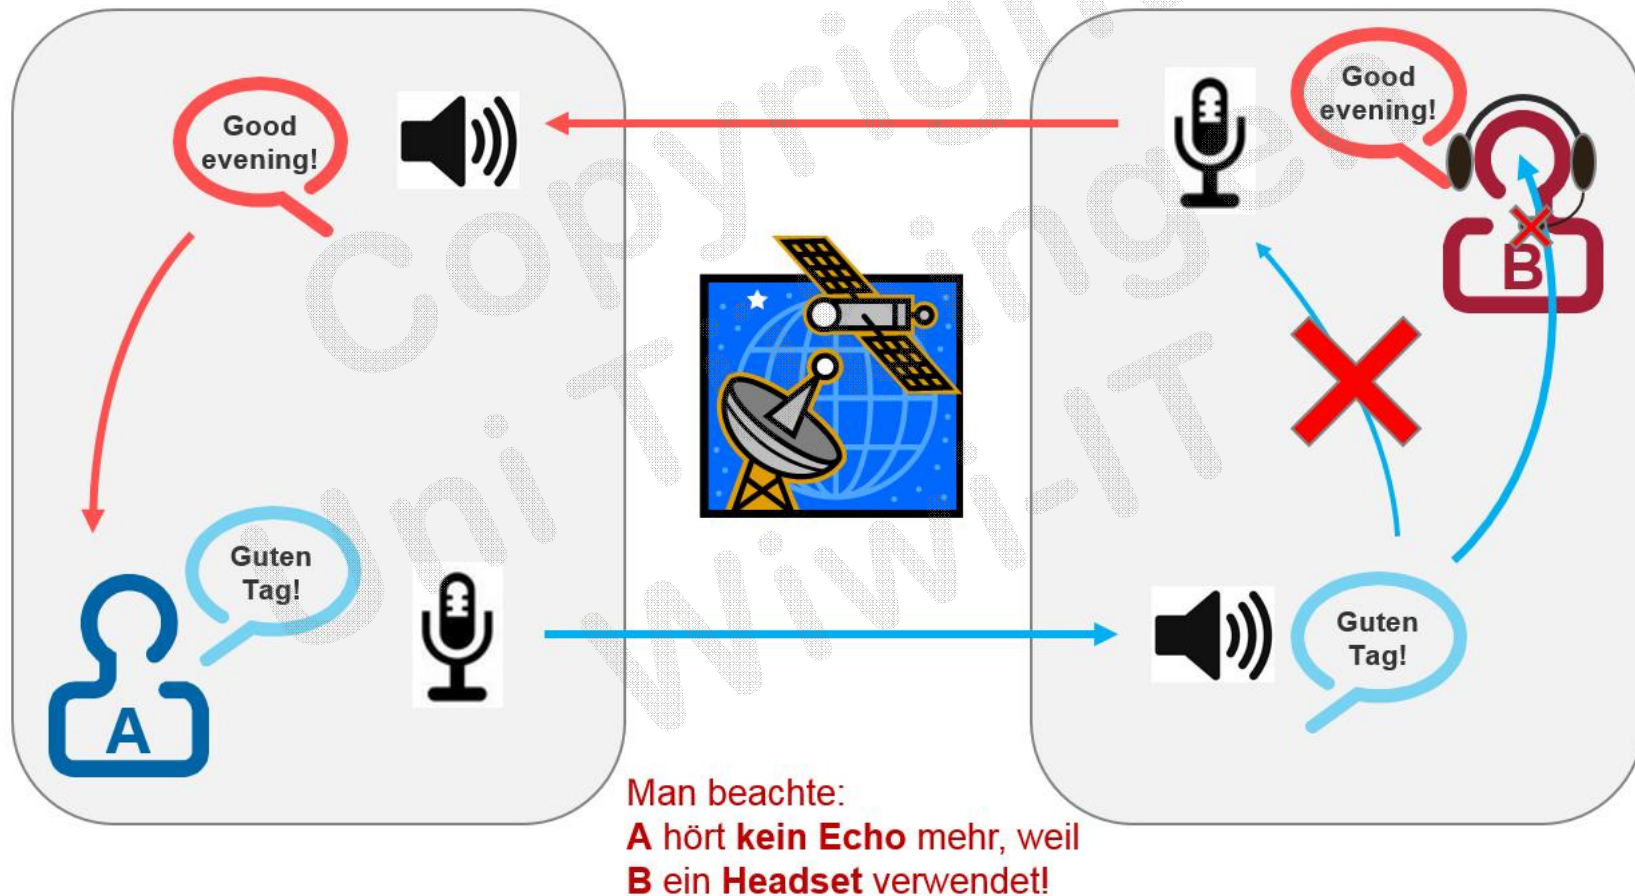 Good
evening!
Good
evening!
B
Guten
Tag!
A
Guten
Tag!
Man beachte:
A hört kein Echo mehr, weil
B ein Headset verwendet!
Copyright
Uni Tübingen
Wiwi-IT